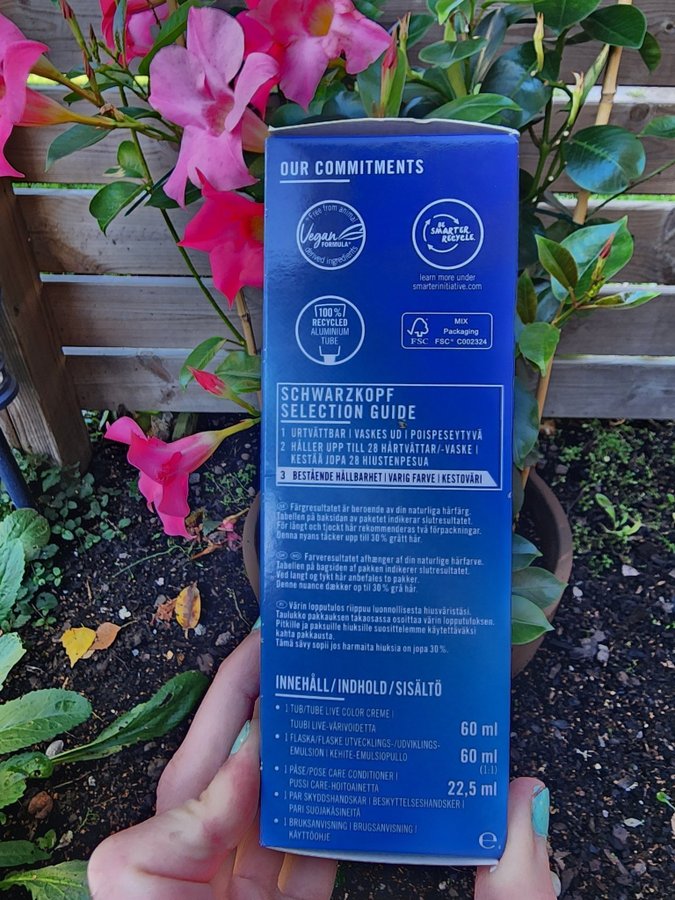 OUR COMMITMENTS
Free from animal
Vegan
FORMULA*
derived ingredients
BE
SMARTER.
RECYCLE.
learn more under
smarterinitiative.com
100%
RECYCLED
ALUMINIUM
TUBE
FSC
MIX
Packaging
FSC® C002324
SCHWARZKOPF
SELECTION GUIDE
1 URTVÄTTBAR | VASKES UD | POISPESEYTYVÄ
2 HÅLLER UPP TILL 28 HÅRTVÄTTAR/-VASKE |
KESTÄÄ JOPA 28 HIUSTENPESUA
3 BESTÅENDE HÅLLBARHET | VARIG FARVE | KESTOVÄRI
Färgresultatet är beroende av din naturliga hårfärg.
Tabellen på baksidan av paketet indikerar slutresultatet.
För långt och tjockt hår rekommenderas två förpackningar.
Denna nyans täcker upp till 30% grått hår.
Farveresultatet afhænger af din naturlige hårfarve.
Tabellen på bagsiden af pakken indikerer slutresultatet.
Ved langt og tykt hår anbefales to pakker.
Denne nuance dækker op til 30% grå hår.
Värin lopputulos riippuu luonnollisesta hiusväristäsi.
Taulukko pakkauksen takaosassa osoittaa värin lopputuloksen.
Pitkille ja paksuille hiuksille suosittelemme käytettäväksi
kahta pakkausta.
Tämä sävy sopii jos harmaita hiuksia on jopa 30%.
INNEHÅLL/INDHOLD/SISÄLTÖ
• 1 TUB/TUBE LIVE COLOR CREME |
TUUBI LIVE-VÄRIVOIDETTA 60 ml
• 1 FLASKA/FLASKE UTVECKLINGS-/UDVIKLINGS-
EMULSION | KEHITE-EMULSIOPULLO 60 ml
(1:1)
• 1 PÅSE/POSE CARE CONDITIONER |
PUSSI CARE-HOITOAINETTA 22,5 ml
• 1 PAR SKYDDSHANDSKAR | BESKYTTELSESHANDSKER |
PARI SUOJAKÄSINEITÄ
• 1 BRUKSANVISNING | BRUGSANVISNING |
KÄYTTÖOHJE
e